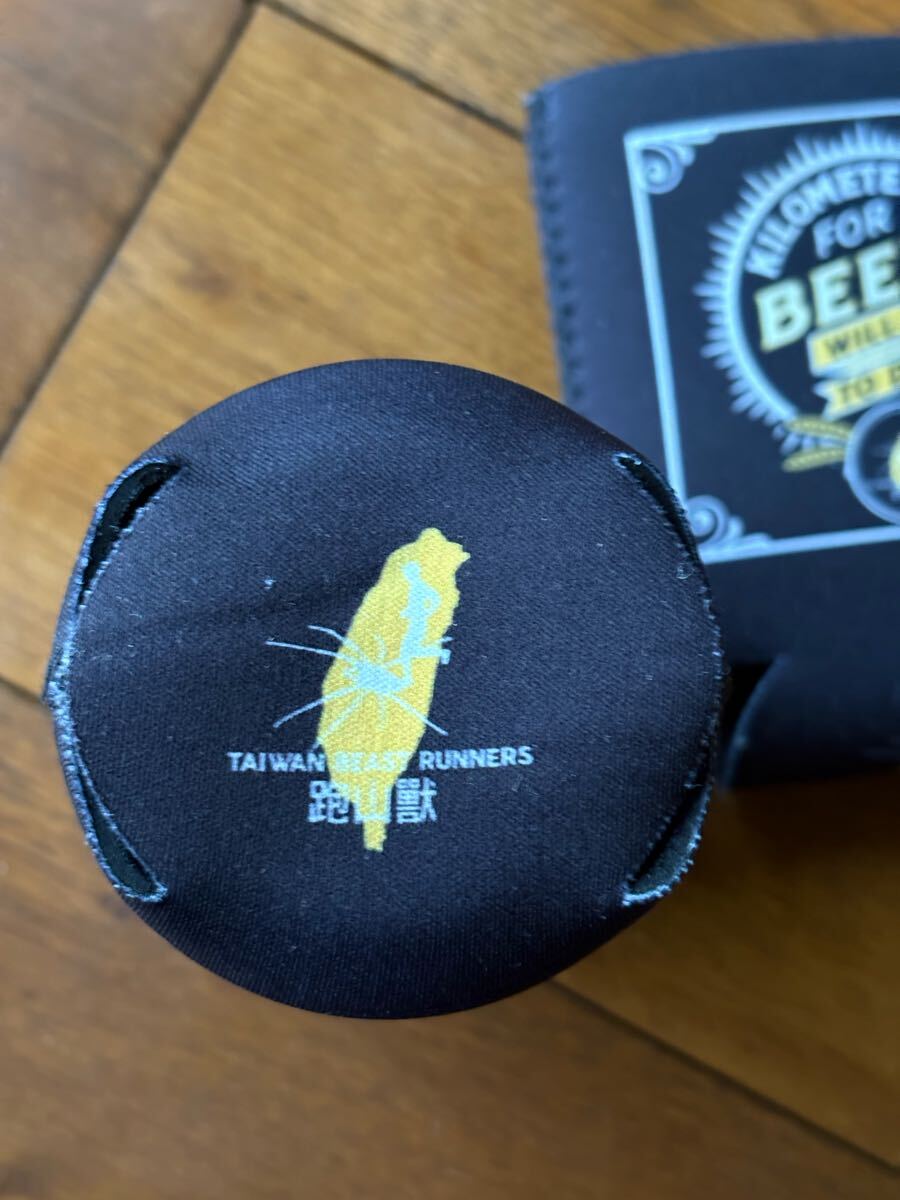 KILOMETE
FOR
BEE
WILL
TO
TAIWAN BEAST RUNNERS
跑山獸